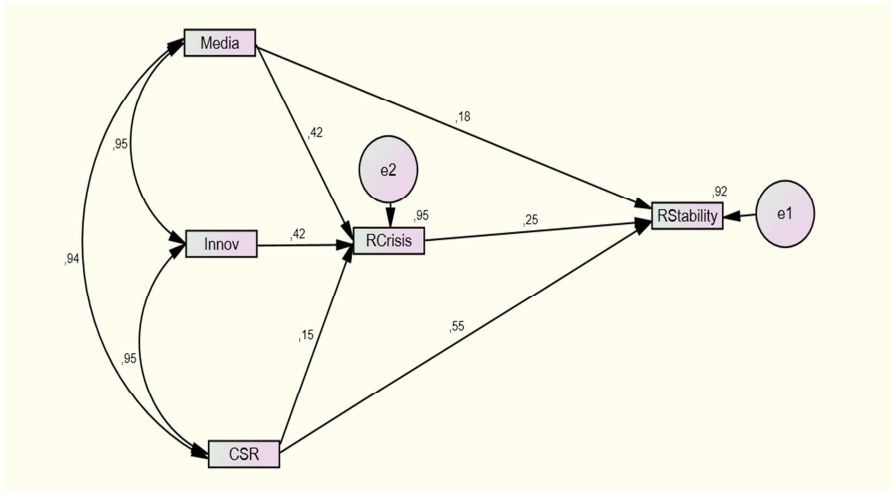 Media
,18
,95
,42
e2
,92
,95
RStability
e1
,25
Innov
,42
RCrisis
,94
,55
,15
,95
CSR